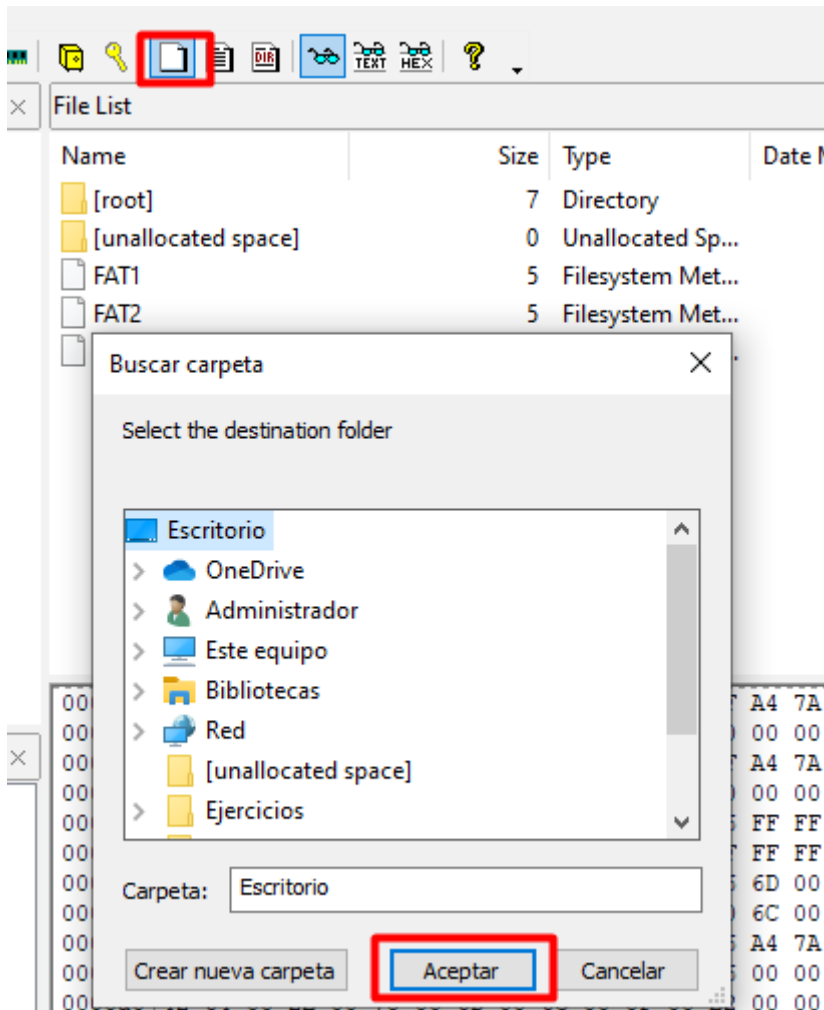 DIR TEXT HEX
File List
Name Size Type Date M
[root] 7 Directory
[unallocated space] 0 Unallocated Sp...
FAT1 5 Filesystem Met...
FAT2 5 Filesystem Met...
Buscar carpeta
Select the destination folder
Escritorio
OneDrive
Administrador
Este equipo
Bibliotecas
Red
[unallocated space]
Ejercicios
Carpeta: Escritorio
Crear nueva carpeta Aceptar Cancelar
A4 7A
00 00
A4 7A
00 00
FF FF
FF FF
6D 00
6C 00
A4 7A
00 00
00 00